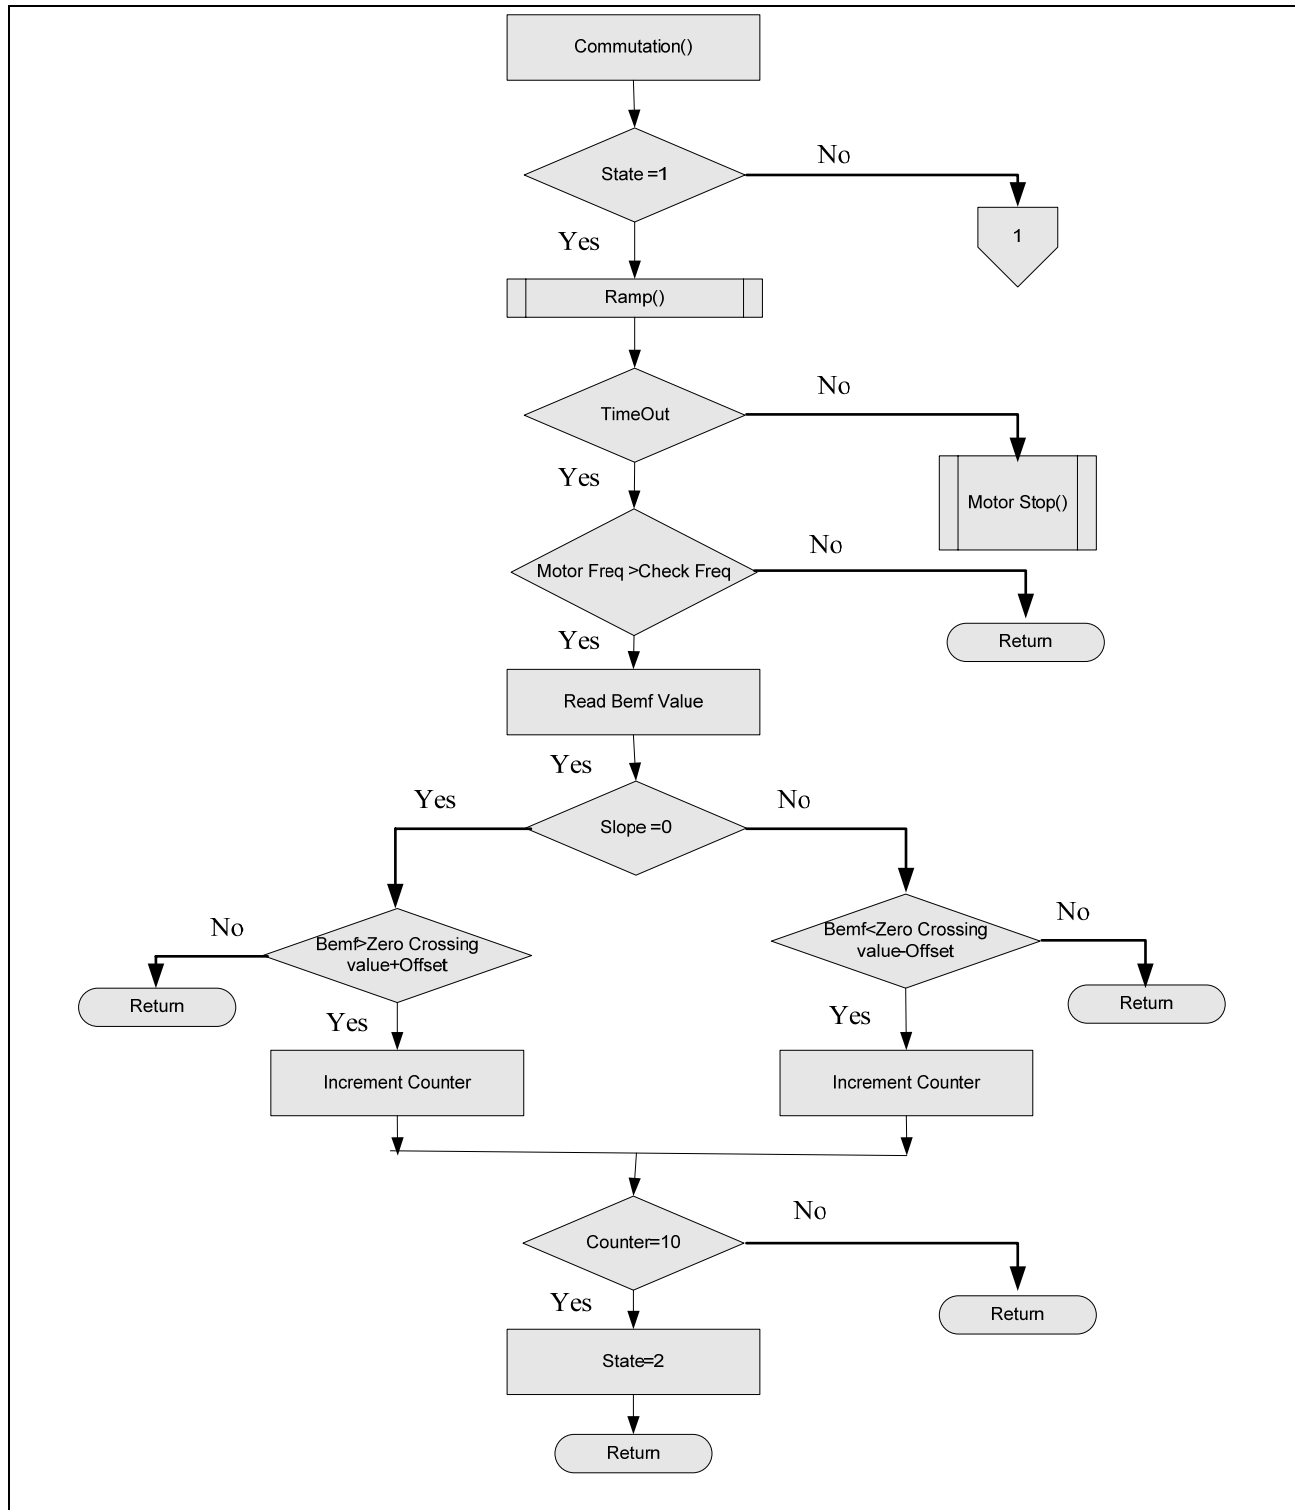 Commutation()
State =1
No
1
Yes
Ramp()
TimeOut
No
Yes
Motor Stop()
Motor Freq >Check Freq
No
Yes
Return
Read Bemf Value
Yes
Slope =0
Yes
No
Bemf>Zero Crossing
value+Offset
No
Return
Yes
Increment Counter
Bemf<Zero Crossing
value-Offset
No
Return
Yes
Increment Counter
Counter=10
No
Return
Yes
State=2
Return